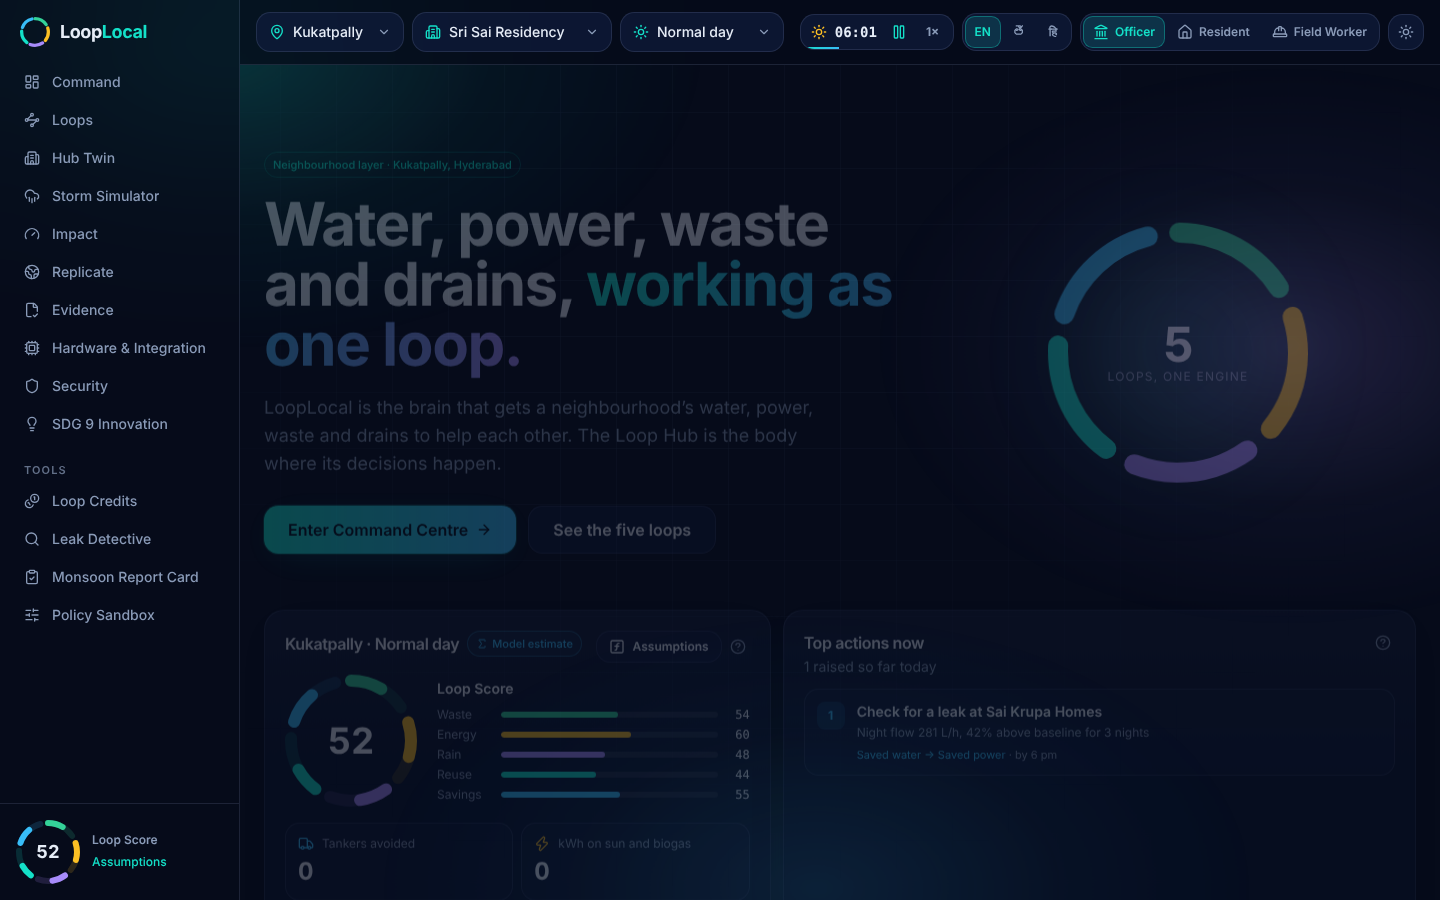 LoopLocal
Kukatpally
Sri Sai Residency
Normal day
06:01
1×
EN
తె
हि
Officer
Resident
Field Worker
Command
Loops
Hub Twin
Storm Simulator
Impact
Replicate
Evidence
Hardware & Integration
Security
SDG 9 Innovation
TOOLS
Loop Credits
Leak Detective
Monsoon Report Card
Policy Sandbox
52
Loop Score
Assumptions
Neighbourhood layer · Kukatpally, Hyderabad
Water, power, waste
and drains, working as
one loop.
LoopLocal is the brain that gets a neighbourhood’s water, power,
waste and drains to help each other. The Loop Hub is the body
where its decisions happen.
Enter Command Centre →
See the five loops
5
LOOPS, ONE ENGINE
Kukatpally · Normal day
Σ Model estimate
Assumptions
52
Loop Score
Waste 54
Energy 60
Rain 48
Reuse 44
Savings 55
Tankers avoided
0
kWh on sun and biogas
0
Top actions now
1 raised so far today
1
Check for a leak at Sai Krupa Homes
Night flow 281 L/h, 42% above baseline for 3 nights
Saved water → Saved power · by 6 pm